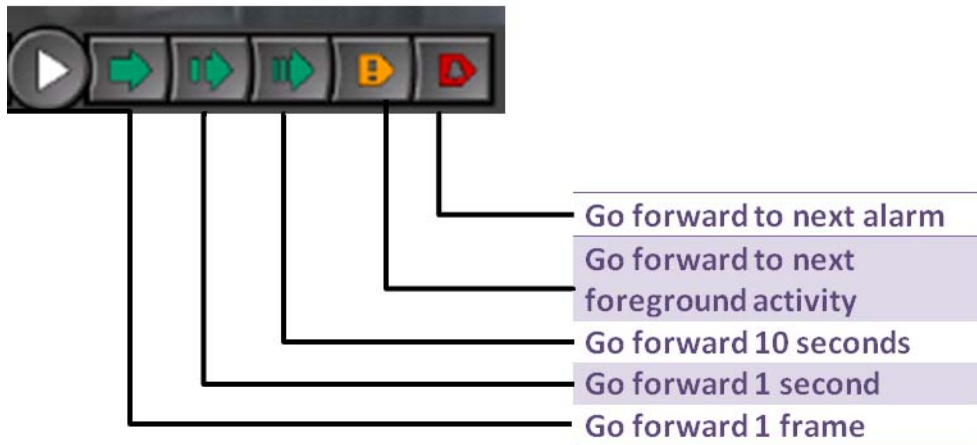 Go forward to next alarm
Go forward to next
foreground activity
Go forward 10 seconds
Go forward 1 second
Go forward 1 frame